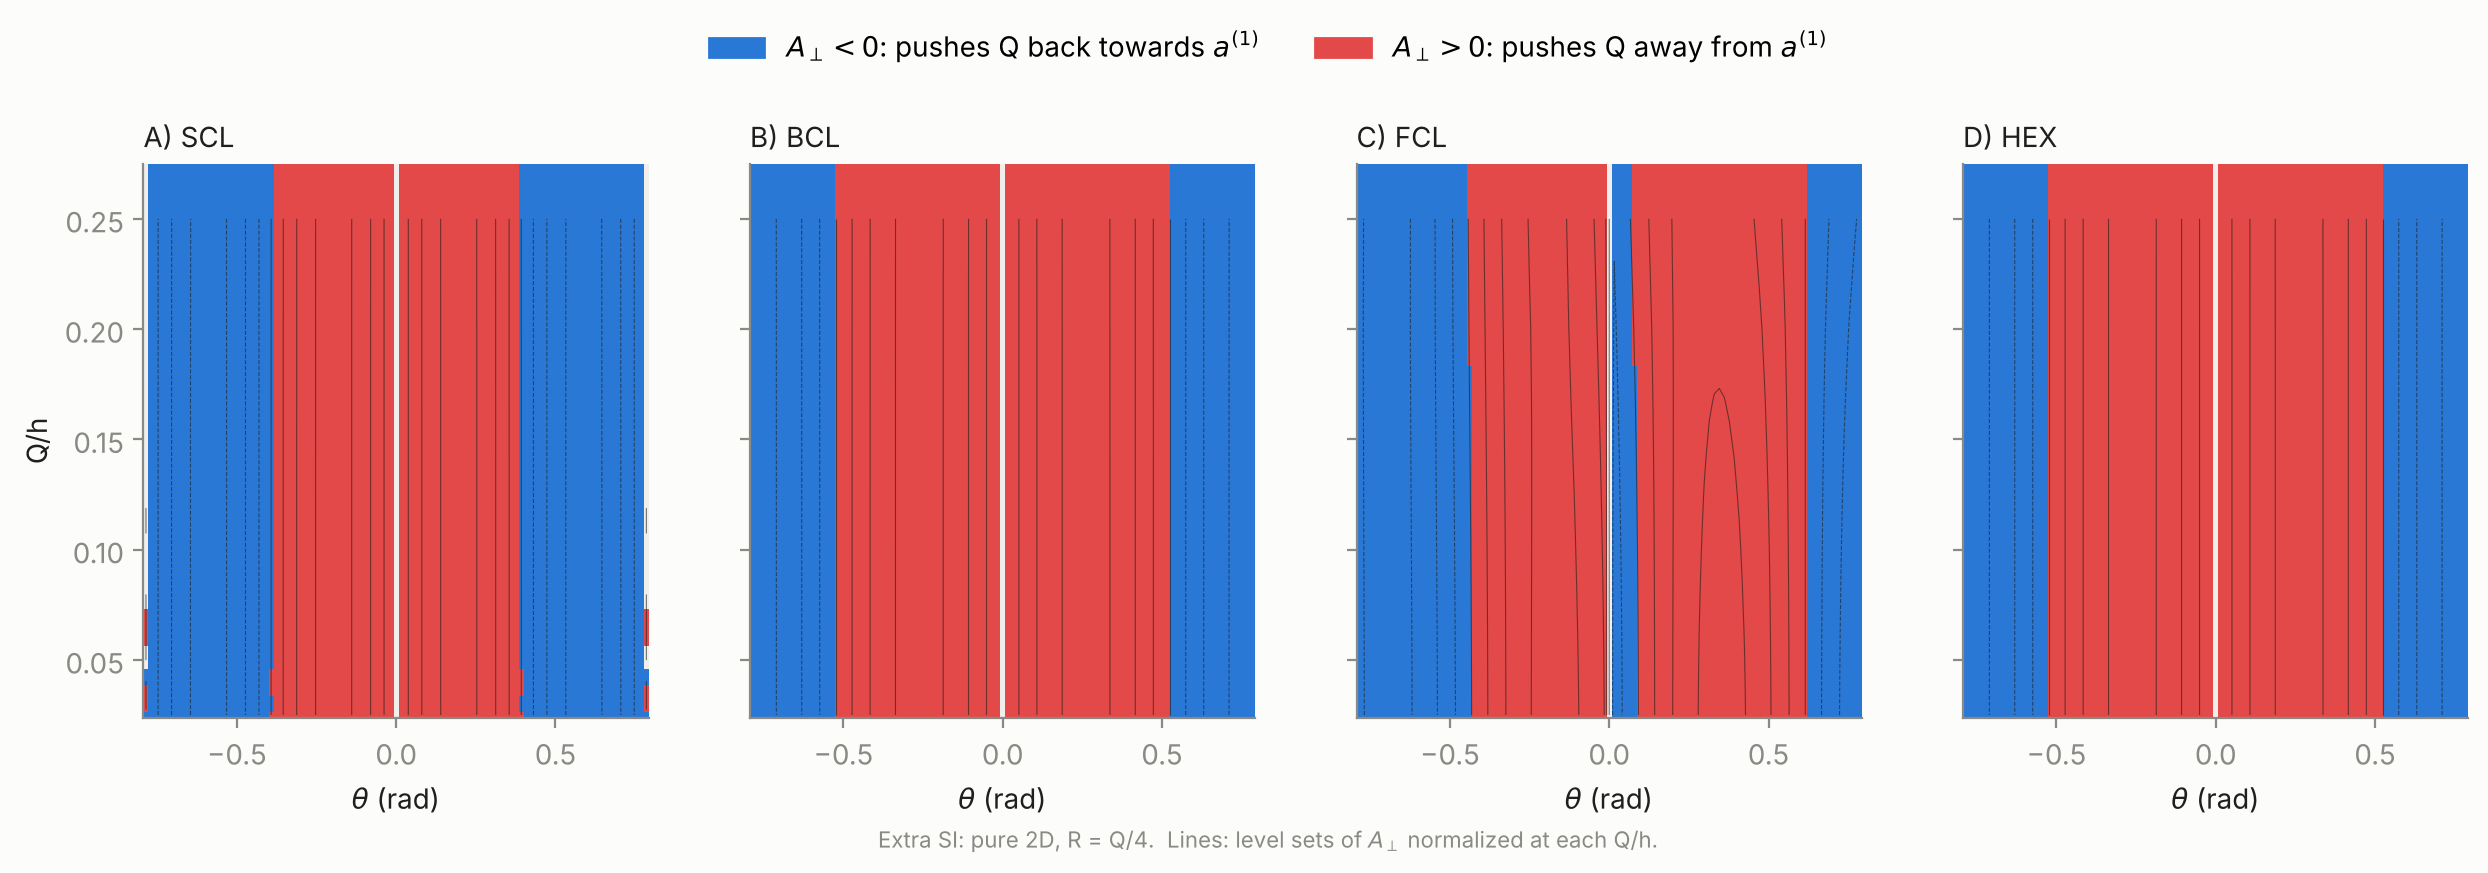 A⊥ < 0: pushes Q back towards a⁽¹⁾
A⊥ > 0: pushes Q away from a⁽¹⁾
A) SCL
B) BCL
C) FCL
D) HEX
Q/h
0.25
0.20
0.15
0.10
0.05
−0.5 0.0 0.5
−0.5 0.0 0.5
−0.5 0.0 0.5
−0.5 0.0 0.5
θ (rad)
θ (rad)
θ (rad)
θ (rad)
Extra SI: pure 2D, R = Q/4. Lines: level sets of A⊥ normalized at each Q/h.